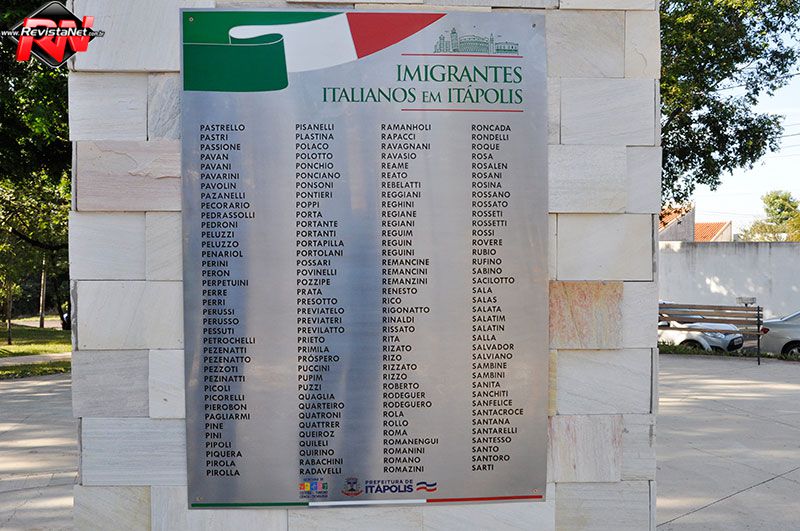 www.RevistaNet.com.br
RN
IMIGRANTES
ITALIANOS EM ITÁPOLIS
PASTRELLO
PASTRI
PASSIONE
PAVAN
PAVANI
PAVARINI
PAVOLIN
PAZANELLI
PECORARIO
PEDRASSOLLI
PEDRONI
PELUZZI
PELUZZO
PENARIOL
PERINI
PERON
PERPETUINI
PERRE
PERRI
PERUSSI
PERUSSO
PESSUTI
PETROCHELLI
PEZENATTI
PEZENATTO
PEZZOTI
PEZINATTI
PICOLI
PICORELLI
PIEROBON
PAGLIARMI
PINE
PINI
PIPOLI
PIQUERA
PIROLA
PIROLLA
PISANELLI
PLASTINA
POLACO
POLOTTO
PONCHIO
PONCIANO
PONSONI
PONTIERI
POPPI
PORTA
PORTANTE
PORTANTI
PORTAPILLA
PORTOLANI
POSSARI
POVINELLI
POZZIPE
PRATA
PRESOTTO
PREVIATELO
PREVIATERI
PREVILATTO
PRIETO
PRIMILA
PROSPERO
PUCCINI
PUPIM
PUZZI
QUAGLIA
QUARTEIRO
QUATRONI
QUATTRER
QUEIROZ
QUILELI
QUIRINO
RABACHINI
RADAVELLI
RAMANHOLI
RAPACCI
RAVAGNANI
RAVASIO
REAME
REATO
REBELATTI
REGGIANI
REGHINI
REGIANE
REGIANI
REGUIM
REGUIN
REGUINI
REMANCINE
REMANCINI
REMANZINI
RENESTO
RICO
RIGONATTO
RINALDI
RISSATO
RITA
RIZATO
RIZO
RIZZATO
RIZZO
ROBERTO
RODEGUER
RODEGUERO
ROLA
ROLLO
ROMA
ROMANENGUI
ROMANINI
ROMANO
ROMAZINI
RONCADA
RONDELLI
ROQUE
ROSA
ROSALEN
ROSANI
ROSINA
ROSSANO
ROSSATO
ROSSETI
ROSSETTI
ROSSI
ROVERE
RUBIO
RUFINO
SABINO
SACILOTTO
SALA
SALAS
SALATA
SALATIM
SALATIN
SALLA
SALVADOR
SALVIANO
SAMBINE
SAMBINI
SANITA
SANCHITI
SANFELICE
SANTACROCE
SANTANA
SANTARELLI
SANTESSO
SANTO
SANTORO
SARTI
PREFEITURA DE
ITÁPOLIS